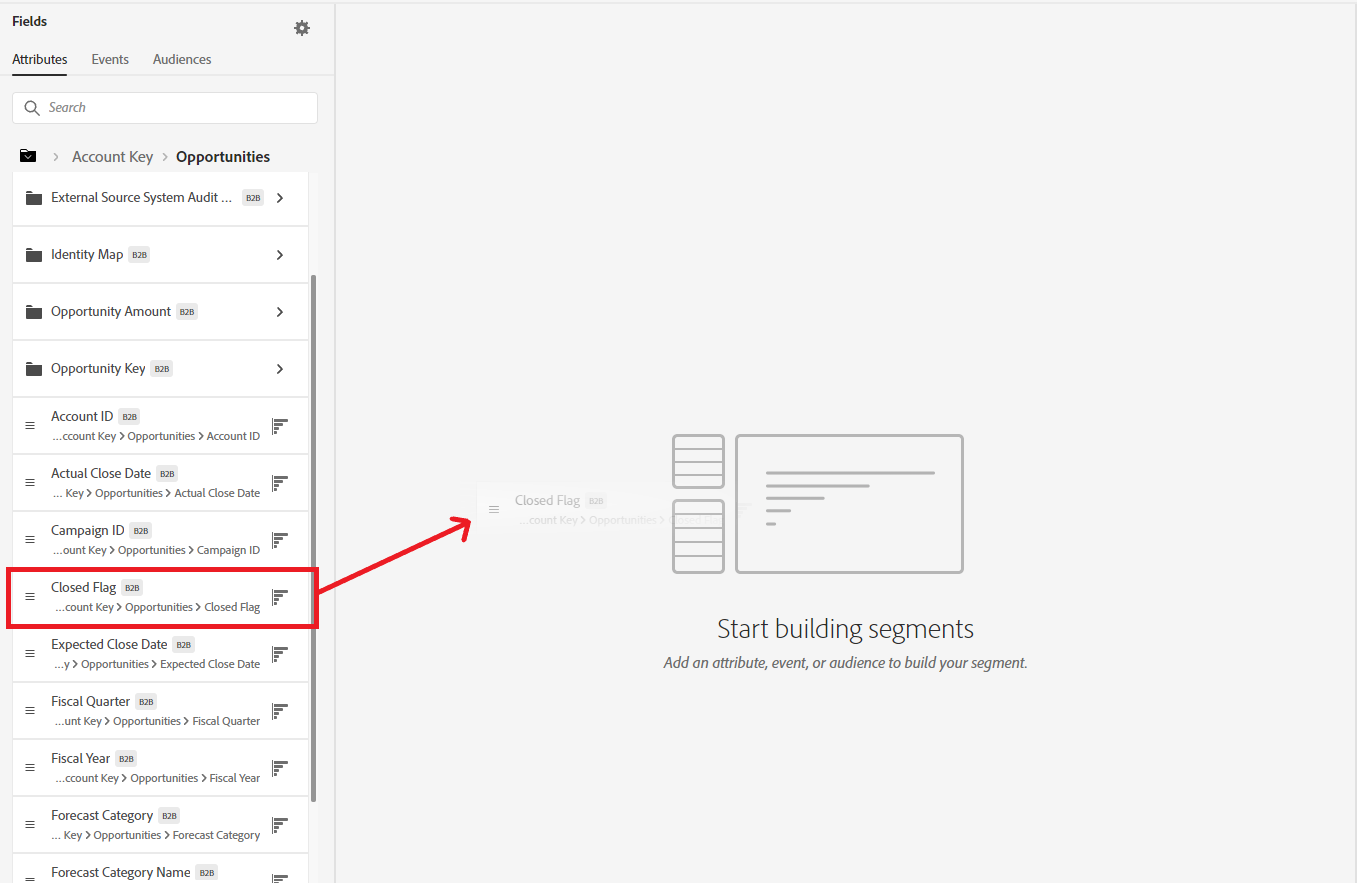 Fields
Attributes Events Audiences
Search
Account Key Opportunities
External Source System Audit ... B2B
Identity Map B2B
Opportunity Amount B2B
Opportunity Key B2B
Account ID B2B
...ccount Key > Opportunities > Account ID
Actual Close Date B2B
... Key > Opportunities > Actual Close Date
Campaign ID B2B
...ount Key > Opportunities > Campaign ID
Closed Flag B2B
...count Key > Opportunities > Closed Flag
Expected Close Date B2B
...y > Opportunities > Expected Close Date
Fiscal Quarter B2B
...unt Key > Opportunities > Fiscal Quarter
Fiscal Year B2B
...ccount Key > Opportunities > Fiscal Year
Forecast Category B2B
... Key > Opportunities > Forecast Category
Forecast Category Name B2B
Closed Flag B2B
...count Key > Opportunities > Closed Flag
Start building segments
Add an attribute, event, or audience to build your segment.